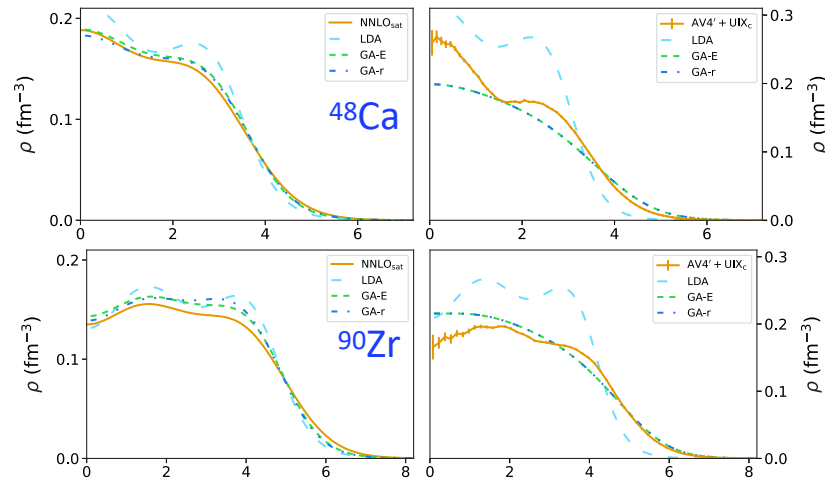 0.2
0.1
0.0
ρ (fm⁻³)
NNLOsat
LDA
GA-E
GA-r
⁴⁸Ca
0 2 4 6
AV4′ + UIXc
LDA
GA-E
GA-r
0.3
0.2
0.1
0.0
ρ (fm⁻³)
0 2 4 6
0.2
0.1
0.0
ρ (fm⁻³)
NNLOsat
LDA
GA-E
GA-r
⁹⁰Zr
0 2 4 6 8
AV4′ + UIXc
LDA
GA-E
GA-r
0.3
0.2
0.1
0.0
ρ (fm⁻³)
0 2 4 6 8